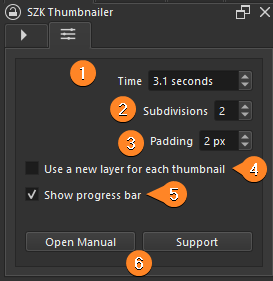 SZK Thumbnailer
1 Time 3.1 seconds
2 Subdivisions 2
3 Padding 2 px
Use a new layer for each thumbnail 4
Show progress bar 5
Open Manual Support
6